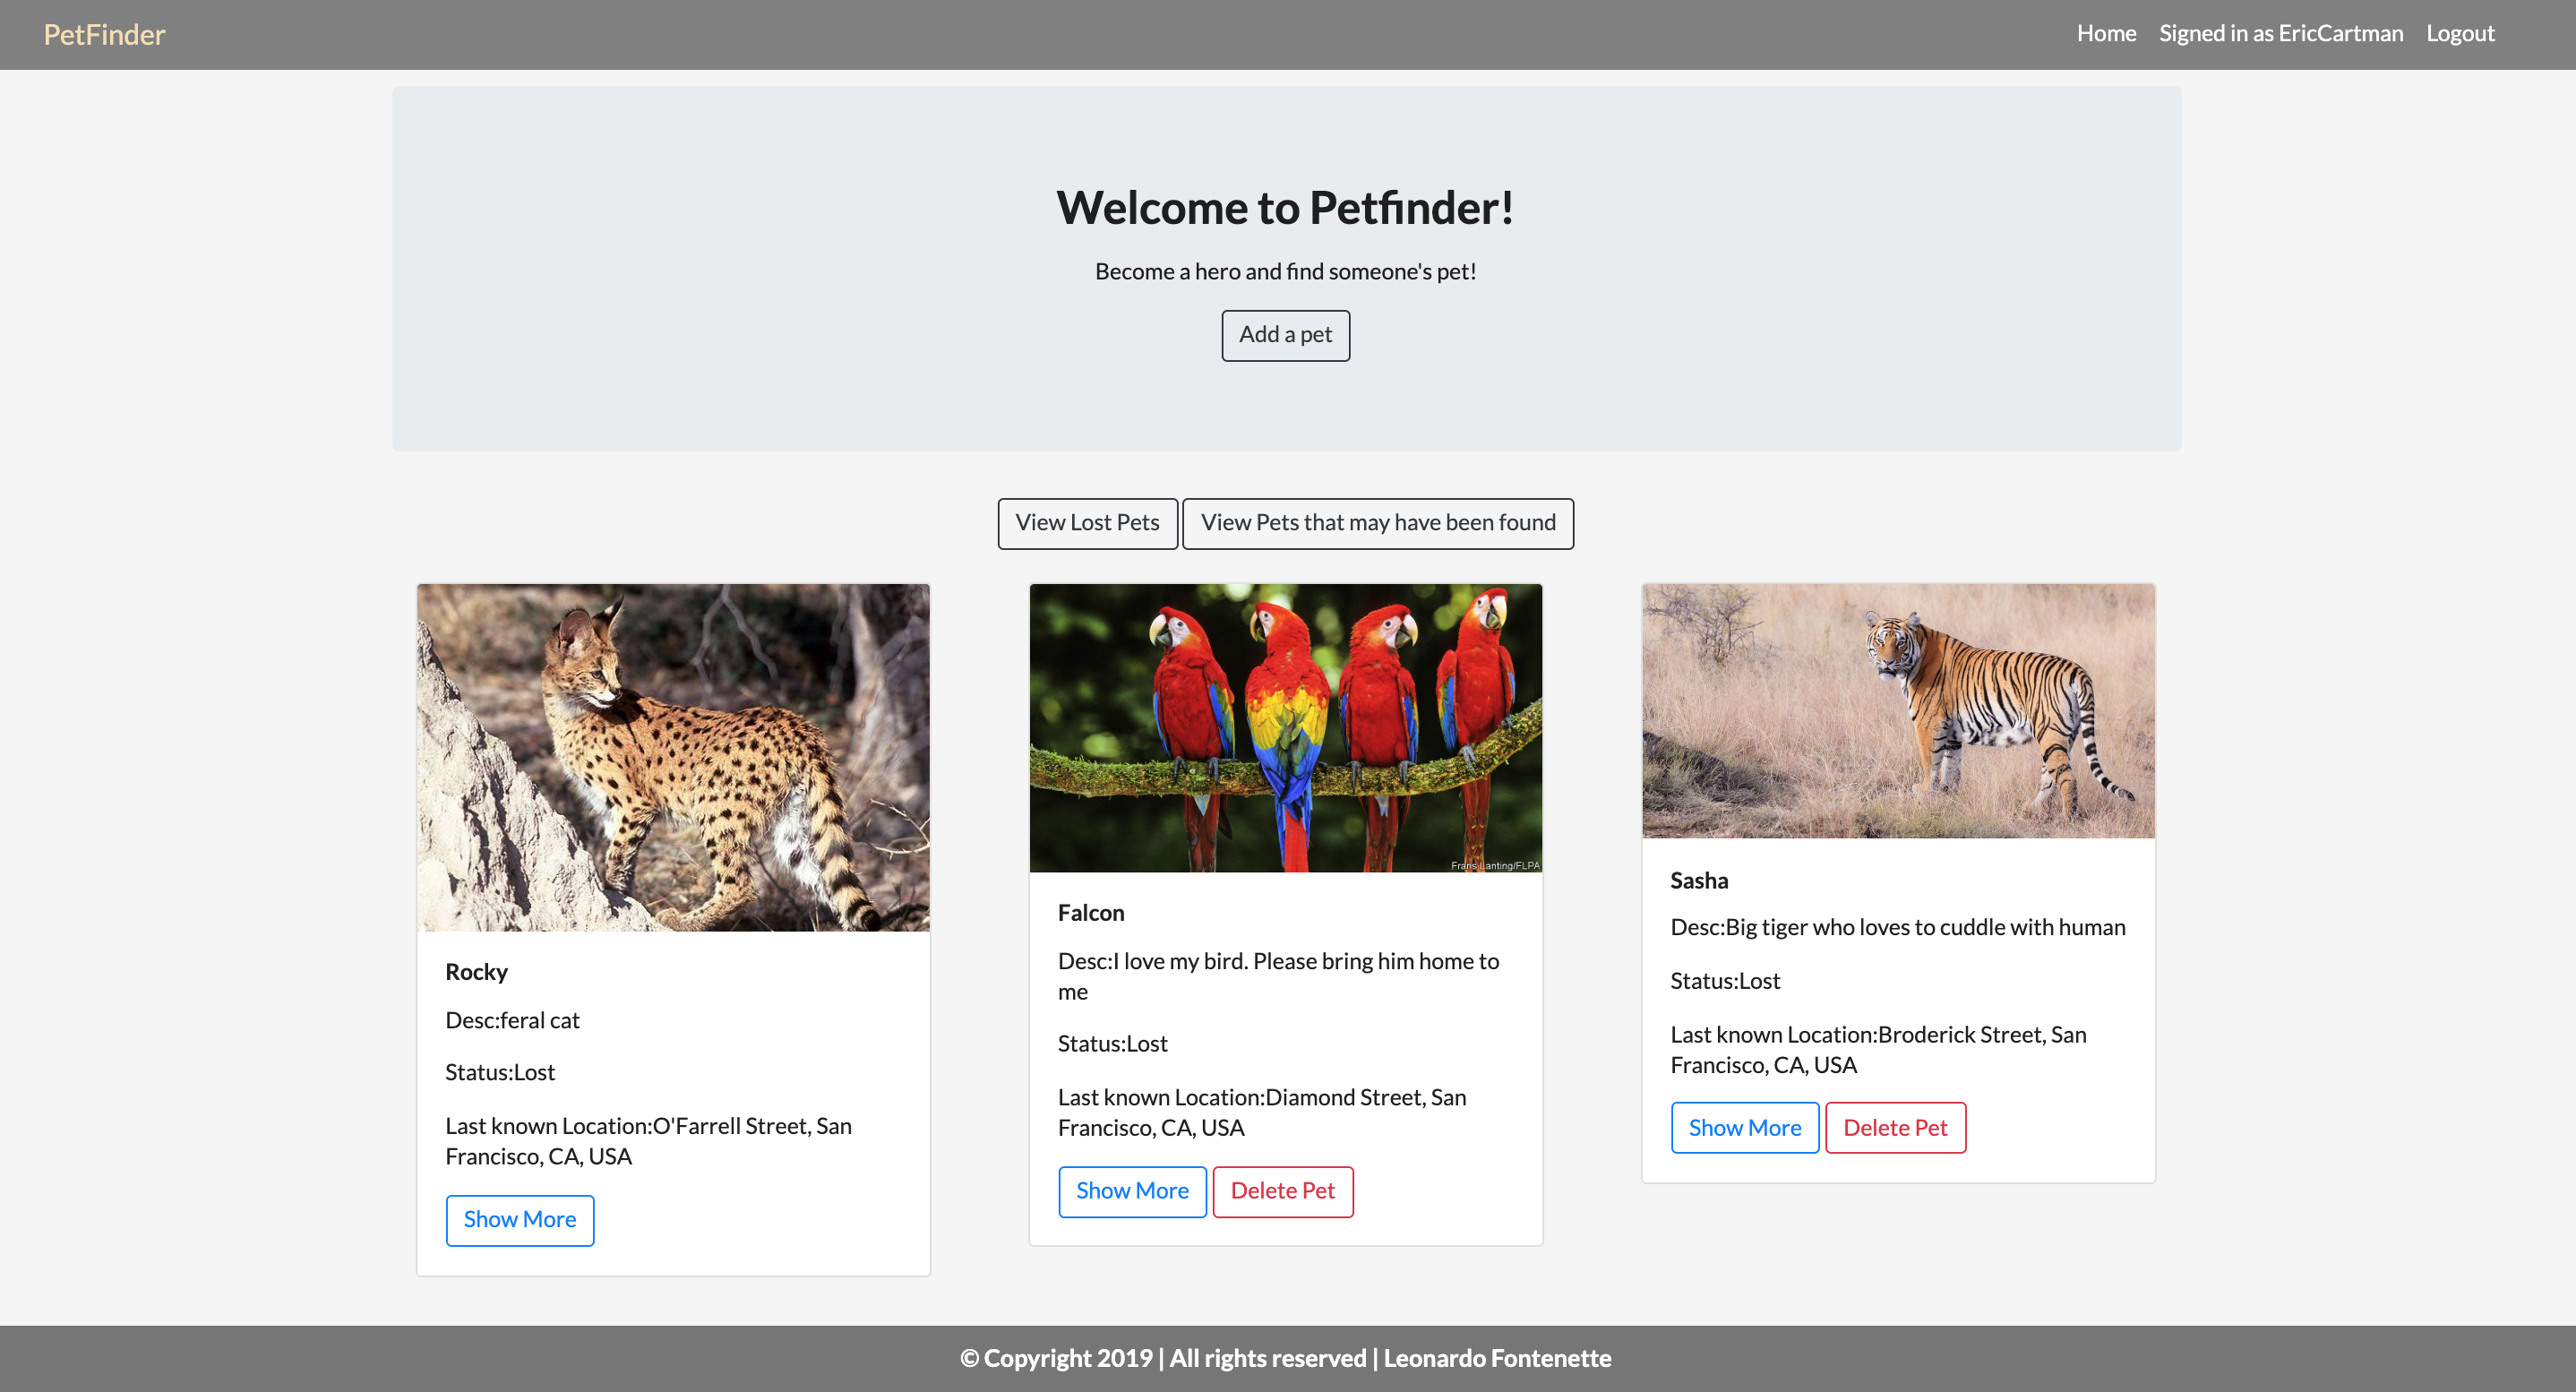 PetFinder
Home Signed in as EricCartman Logout
Welcome to Petfinder!
Become a hero and find someone's pet!
Add a pet
View Lost Pets View Pets that may have been found
Rocky
Desc:feral cat
Status:Lost
Last known Location:O'Farrell Street, San
Francisco, CA, USA
Show More
Frans Lanting/FLPA
Falcon
Desc:I love my bird. Please bring him home to
me
Status:Lost
Last known Location:Diamond Street, San
Francisco, CA, USA
Show More Delete Pet
Sasha
Desc:Big tiger who loves to cuddle with human
Status:Lost
Last known Location:Broderick Street, San
Francisco, CA, USA
Show More Delete Pet
© Copyright 2019 | All rights reserved | Leonardo Fontenette